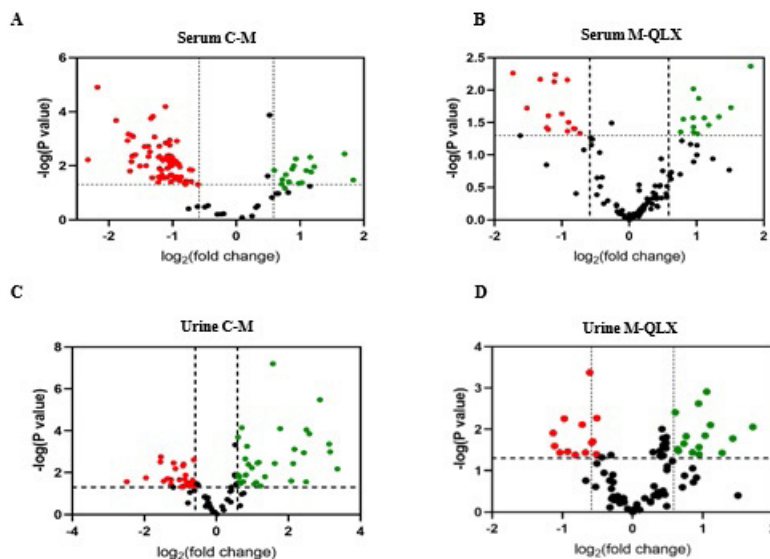 A
B
Serum C-M
Serum M-QLX
6
4
2
0
-log(P value)
-3
-2
-1
0
1
2
log2(fold change)
2.5
2.0
1.5
1.0
0.5
0.0
-log(P value)
-2
-1
0
1
2
log2(fold change)
C
D
Urine C-M
Urine M-QLX
8
6
4
2
0
-log(P value)
-4
-2
0
2
4
log2(fold change)
4
3
2
1
0
-log(P value)
-2
-1
0
1
2
log2(fold change)